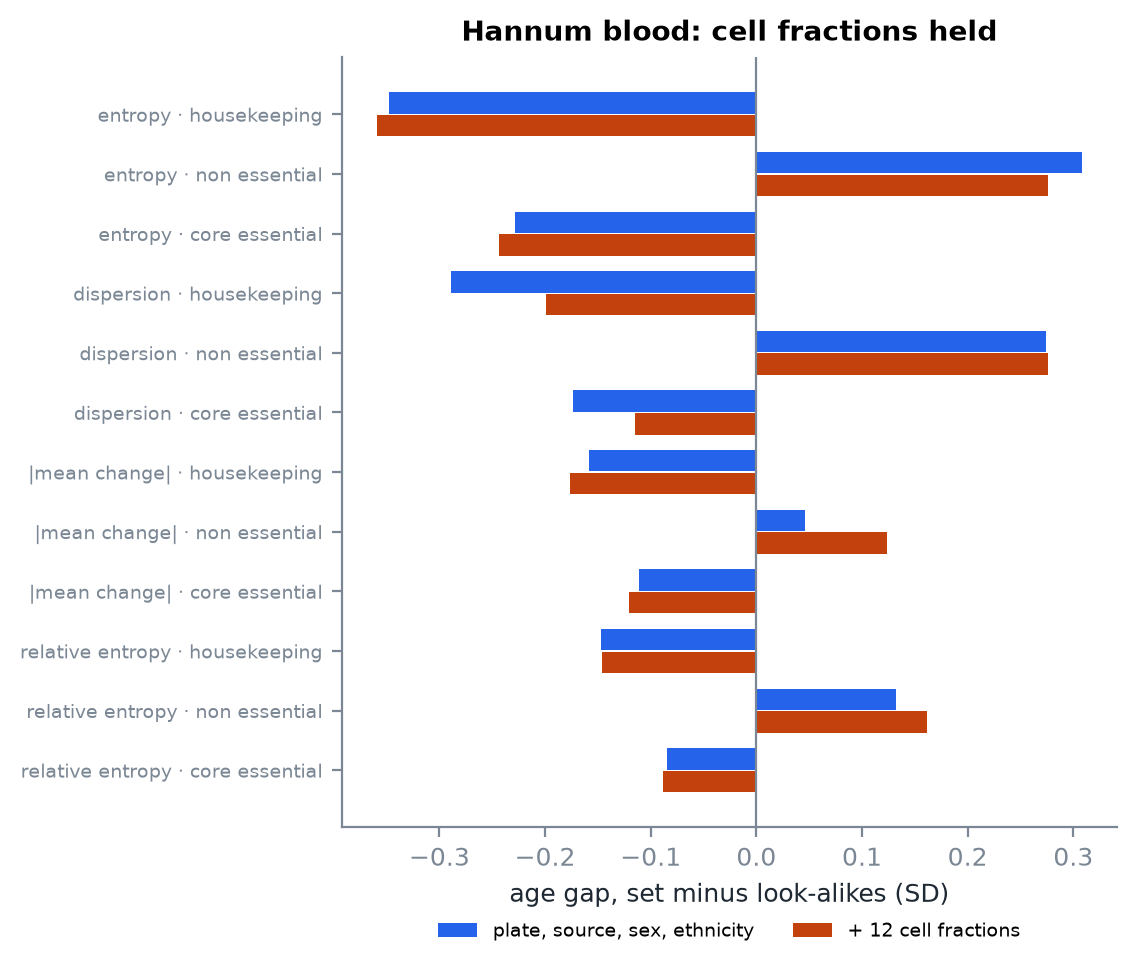 Hannum blood: cell fractions held
entropy · housekeeping
entropy · non essential
entropy · core essential
dispersion · housekeeping
dispersion · non essential
dispersion · core essential
|mean change| · housekeeping
|mean change| · non essential
|mean change| · core essential
relative entropy · housekeeping
relative entropy · non essential
relative entropy · core essential
−0.3 −0.2 −0.1 0.0 0.1 0.2 0.3
age gap, set minus look-alikes (SD)
plate, source, sex, ethnicity + 12 cell fractions